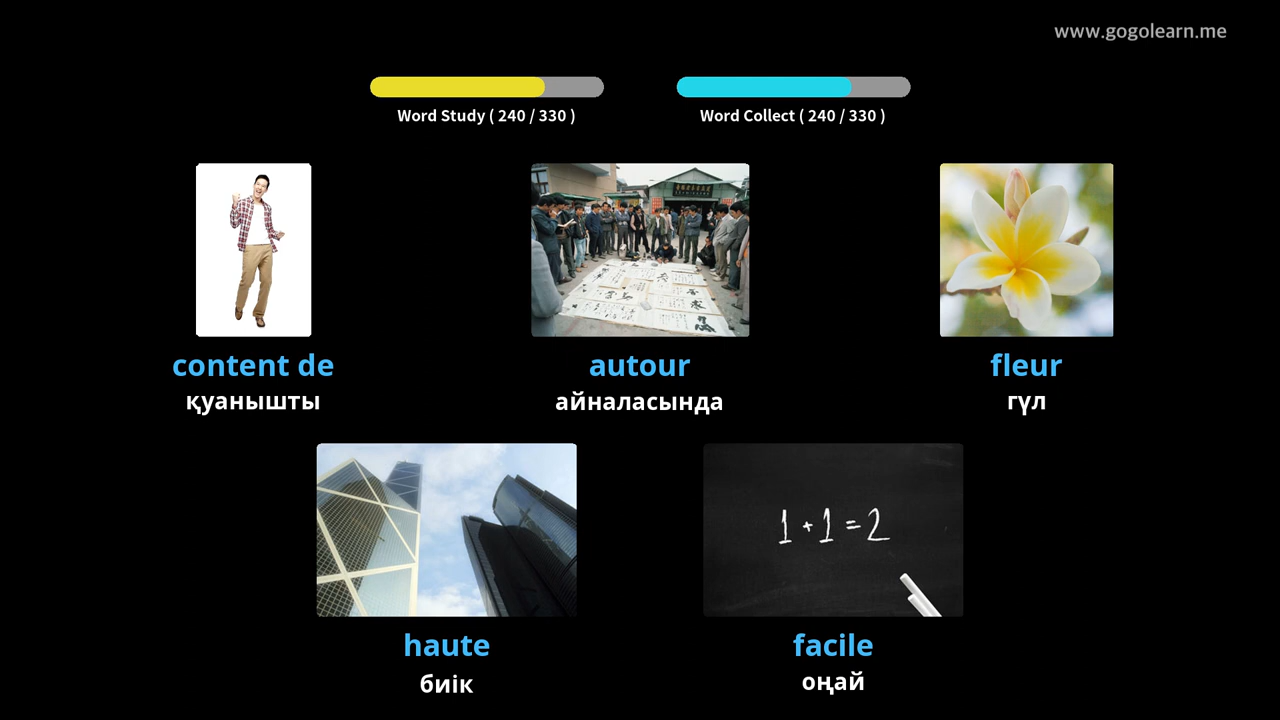 www.gogolearn.me
Word Study ( 240 / 330 )
Word Collect ( 240 / 330 )
content de
қуанышты
autour
айналасында
fleur
гүл
haute
биік
1 + 1 = 2
facile
оңай